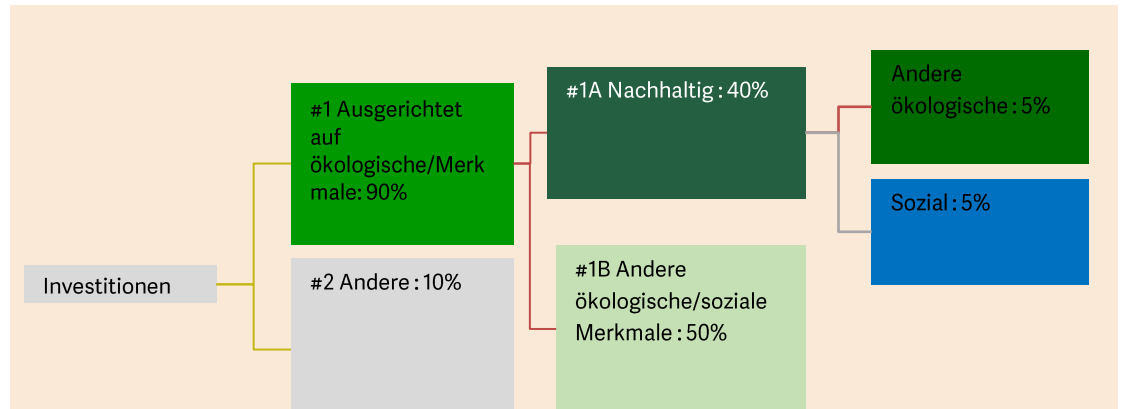 Investitionen
#1 Ausgerichtet
auf
ökologische/Merk
male: 90%
#2 Andere : 10%
#1A Nachhaltig : 40%
#1B Andere
ökologische/soziale
Merkmale : 50%
Andere
ökologische : 5%
Sozial : 5%